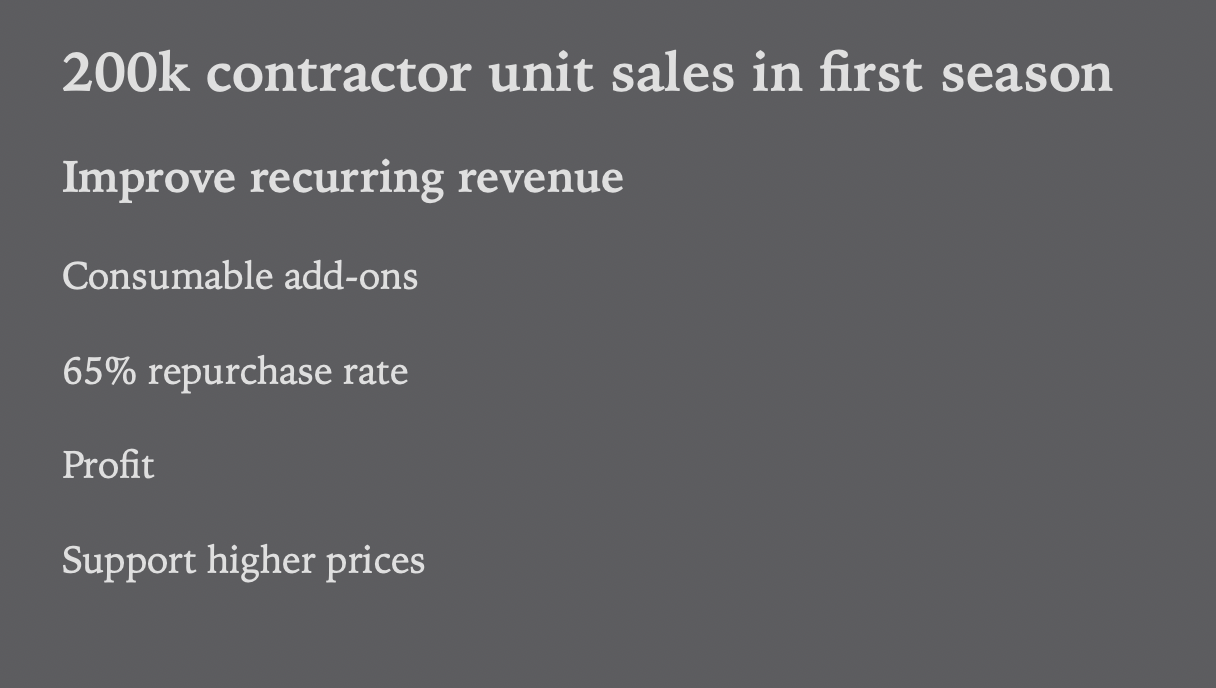 200k contractor unit sales in first season
Improve recurring revenue
Consumable add-ons
65% repurchase rate
Profit
Support higher prices